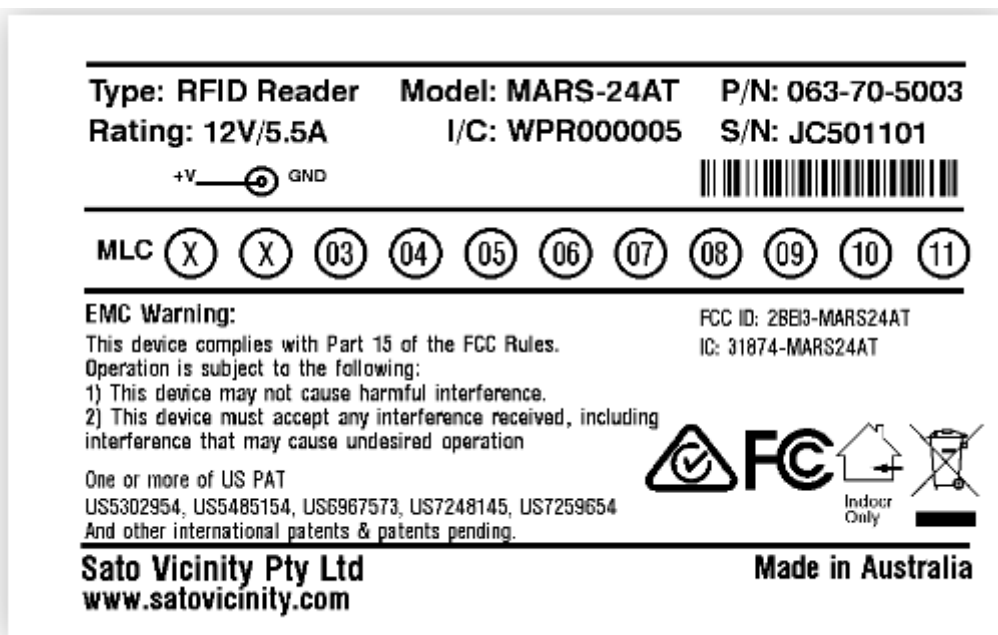 Type: RFID Reader Model: MARS-24AT P/N: 063-70-5003
Rating: 12V/5.5A I/C: WPR000005 S/N: JC501101
+V GND
MLC X X 03 04 05 06 07 08 09 10 11
EMC Warning:
This device complies with Part 15 of the FCC Rules.
Operation is subject to the following:
1) This device may not cause harmful interference.
2) This device must accept any interference received, including
interference that may cause undesired operation
FCC ID: 2BEI3-MARS24AT
IC: 31874-MARS24AT
One or more of US PAT
US5302954, US5485154, US6967573, US7248145, US7259654
And other international patents & patents pending.
FC
Indoor
Only
Sato Vicinity Pty Ltd Made in Australia
www.satovicinity.com